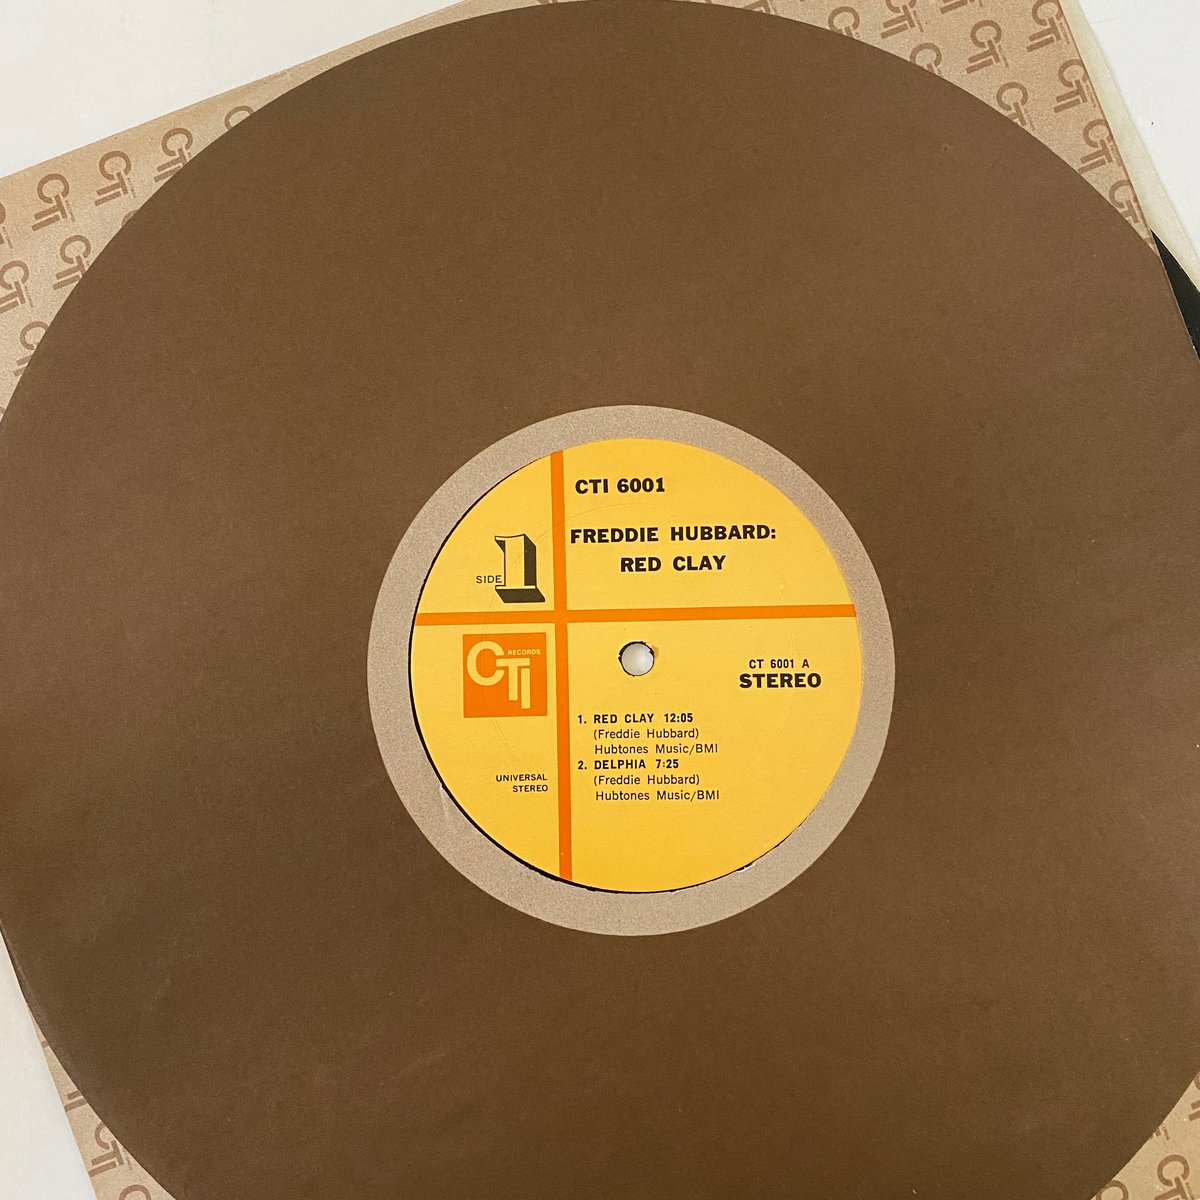 CTI 6001
FREDDIE HUBBARD:
RED CLAY
SIDE 1
CTI RECORDS
CT 6001 A
STEREO
1. RED CLAY 12:05
(Freddie Hubbard)
Hubtones Music/BMI
2. DELPHIA 7:25
(Freddie Hubbard)
Hubtones Music/BMI
UNIVERSAL
STEREO
CTI